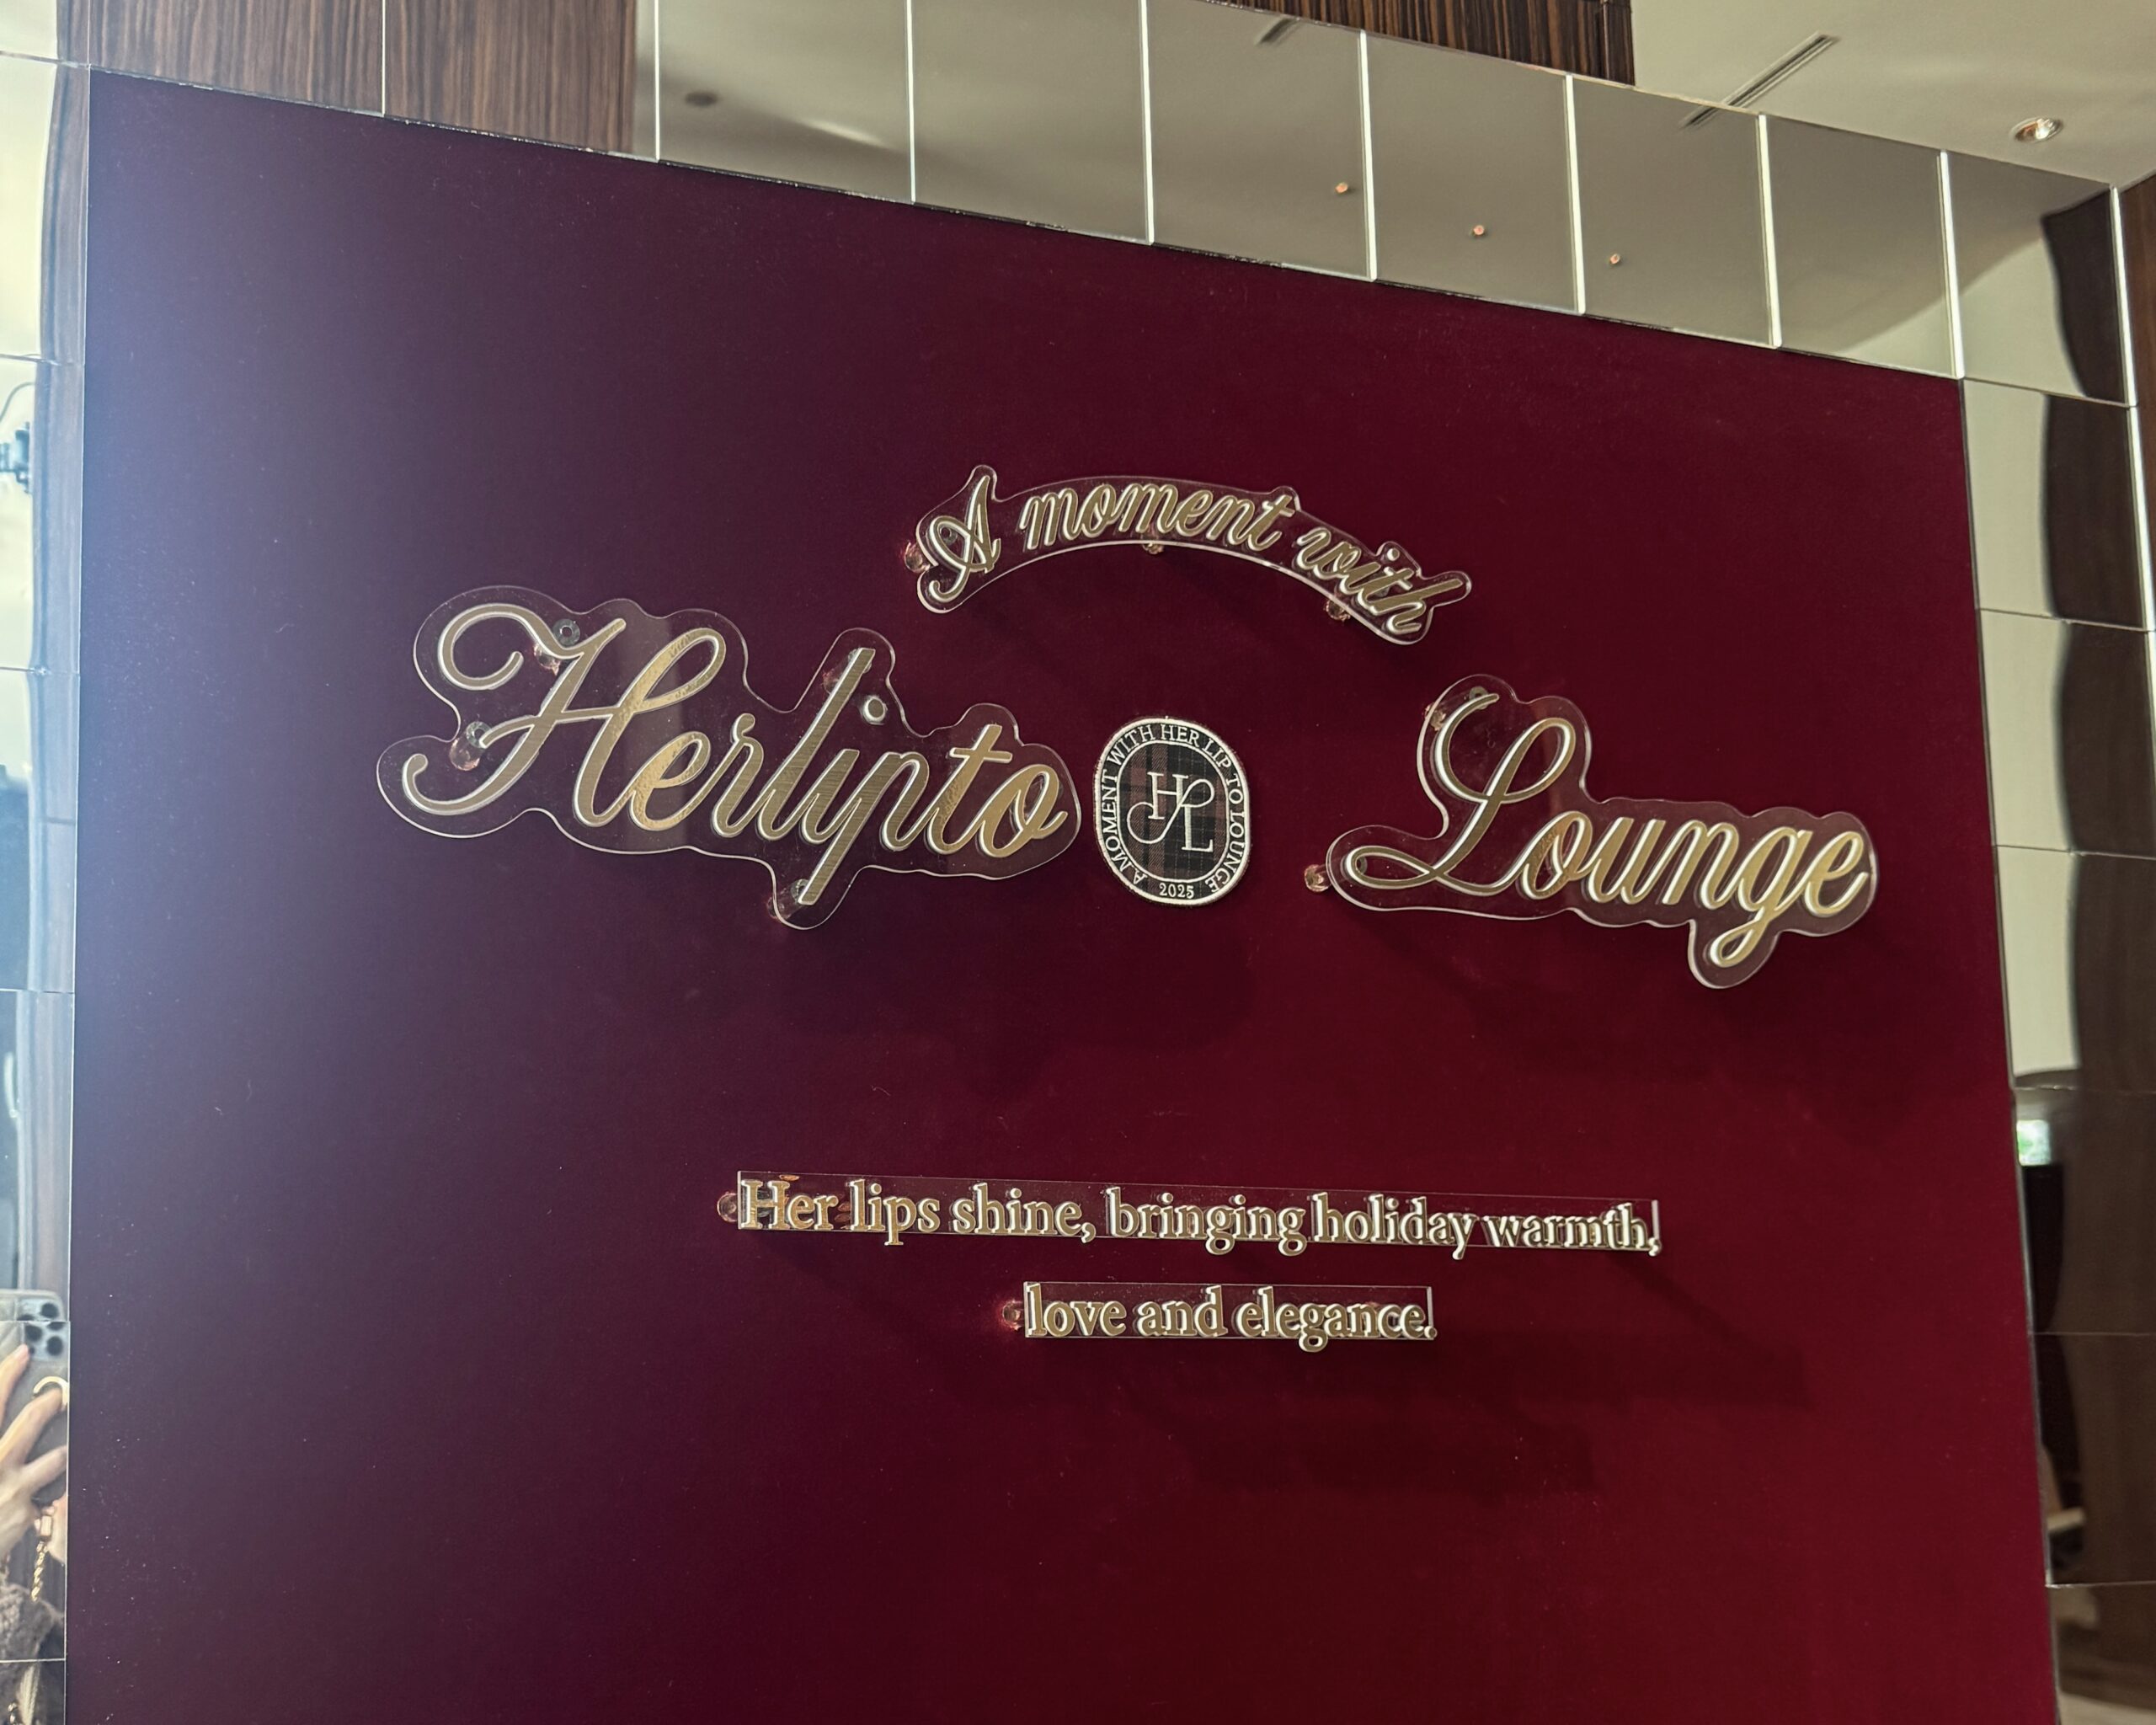 A moment with
Herlipto Lounge
A MOMENT WITH HER LIP TO LOUNGE
HL
2025
Her lips shine, bringing holiday warmth,
love and elegance.